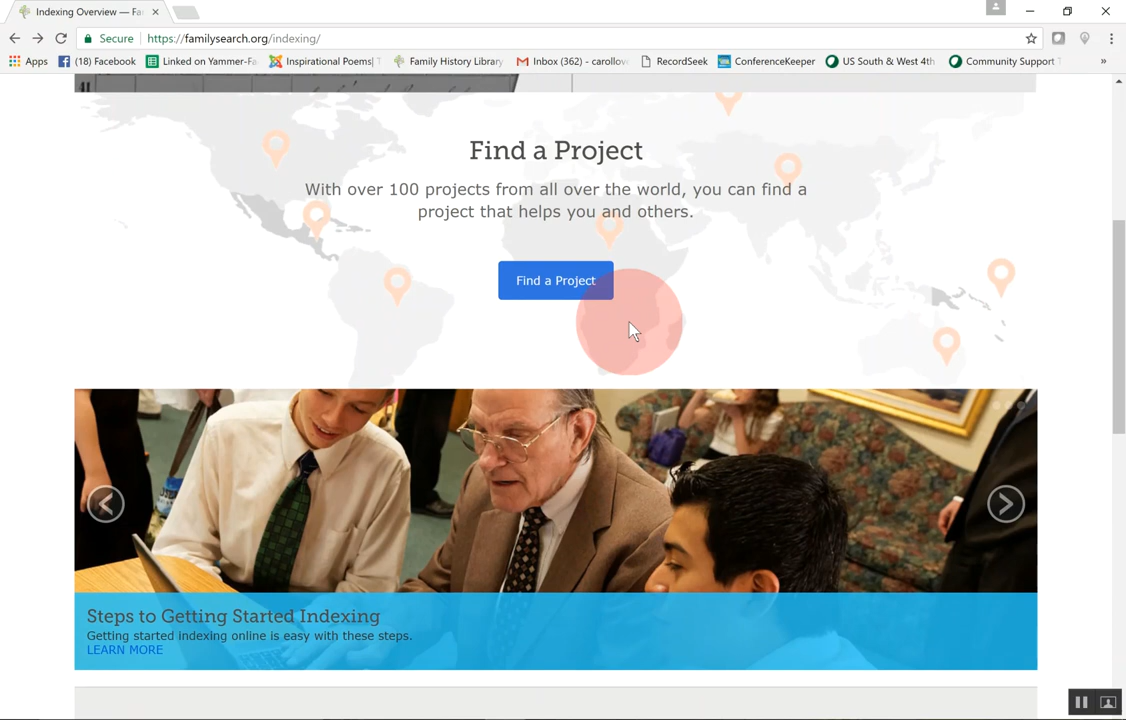 Indexing Overview — Fa
Secure https://familysearch.org/indexing/
Apps (18) Facebook Linked on Yammer-Fa Inspirational Poems| Family History Library Inbox (362) - carollov RecordSeek ConferenceKeeper US South & West 4th Community Support »
Find a Project
With over 100 projects from all over the world, you can find a
project that helps you and others.
Find a Project
Steps to Getting Started Indexing
Getting started indexing online is easy with these steps.
LEARN MORE